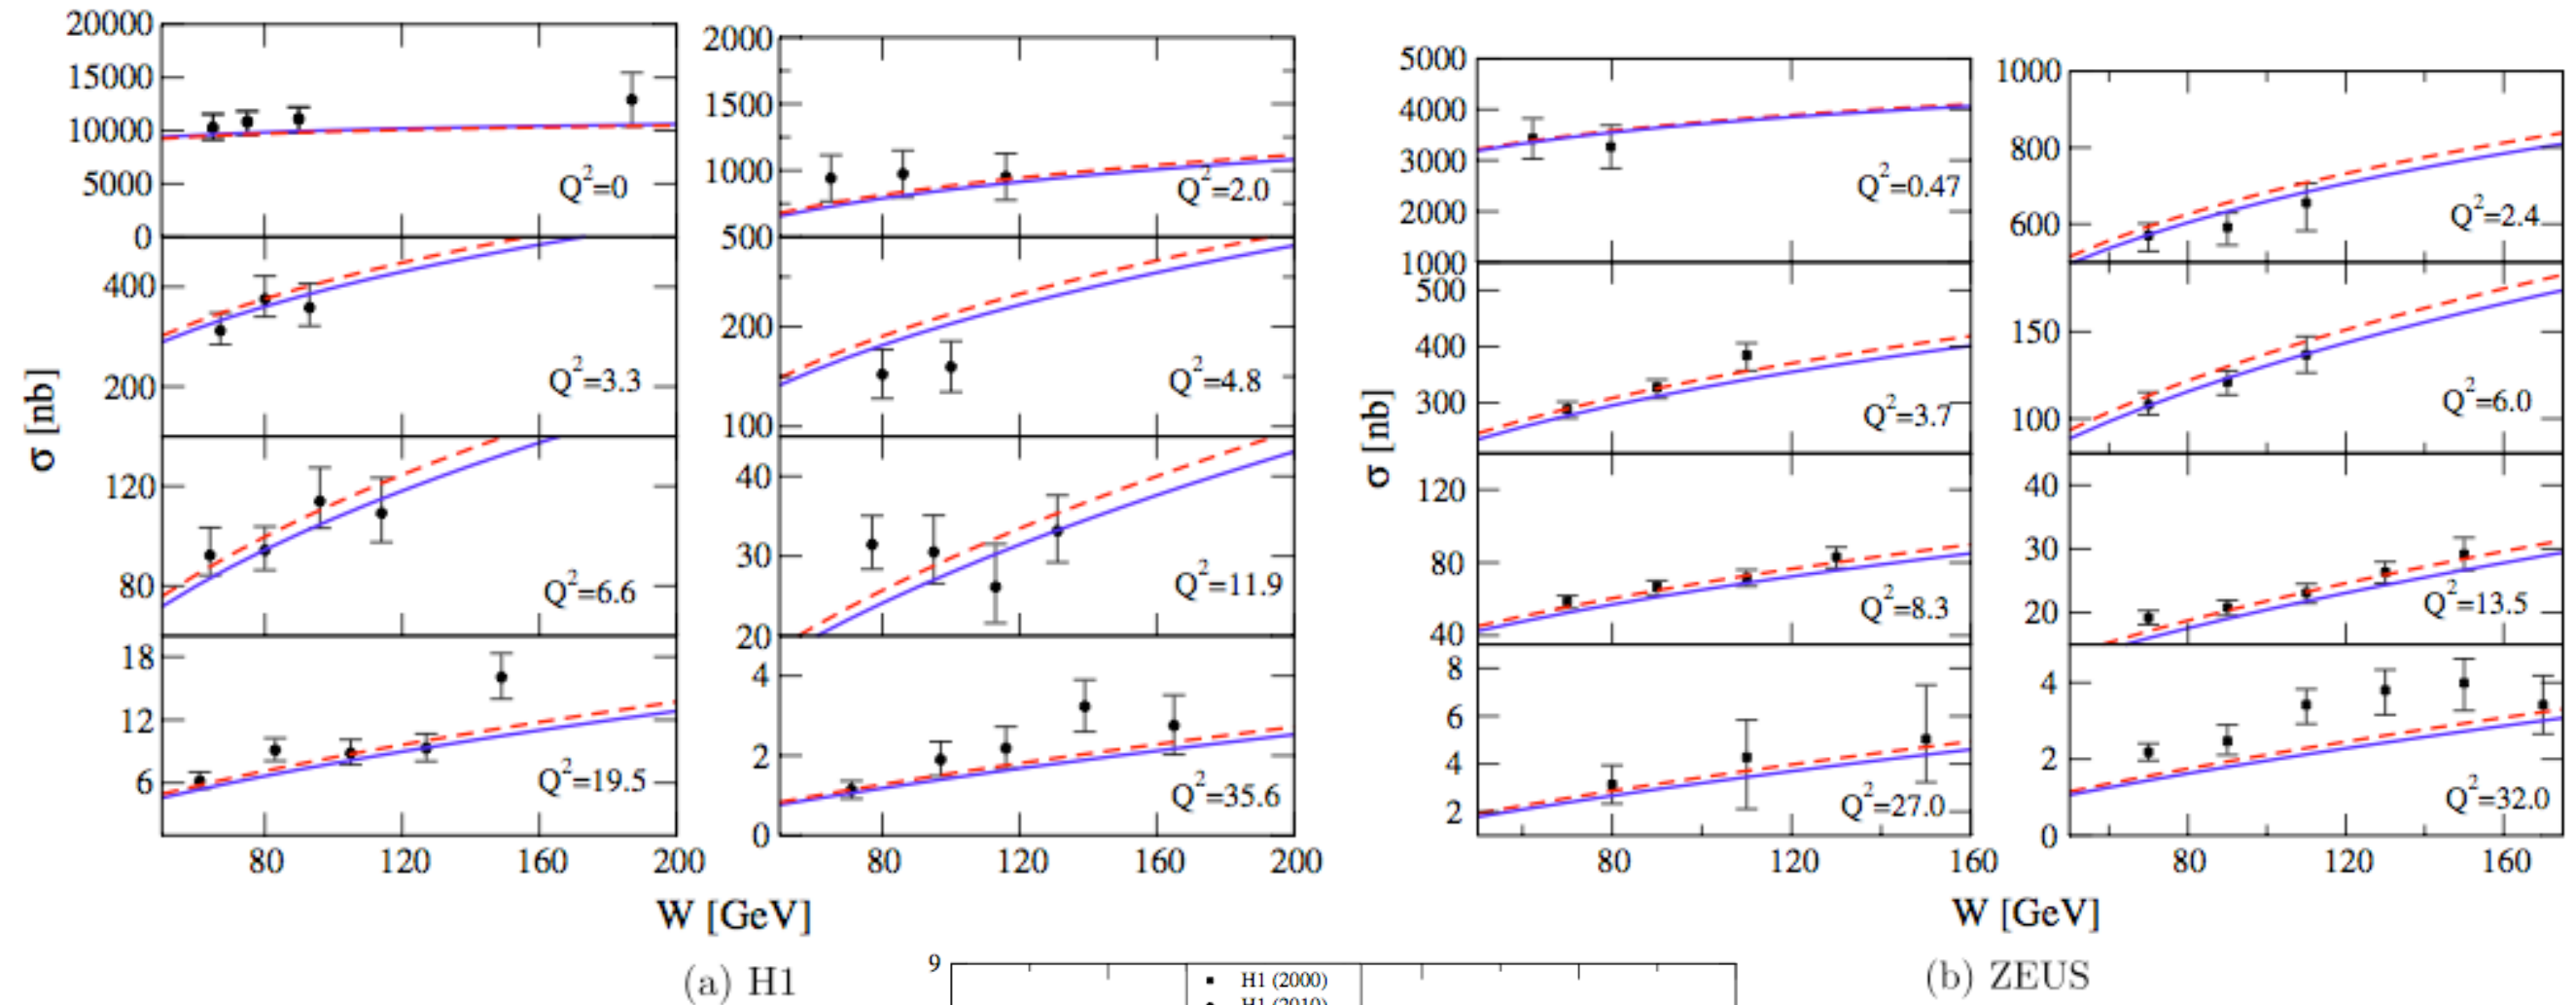 20000
15000
10000
5000
0
Q²=0
2000
1500
1000
500
Q²=2.0
400
200
Q²=3.3
200
100
Q²=4.8
120
80
Q²=6.6
40
30
20
Q²=11.9
18
12
6
Q²=19.5
4
2
0
Q²=35.6
80 120 160 200
80 120 160 200
σ [nb]
W [GeV]
(a) H1
5000
4000
3000
2000
1000
Q²=0.47
1000
800
600
Q²=2.4
500
400
300
Q²=3.7
150
100
Q²=6.0
120
80
40
Q²=8.3
40
30
20
Q²=13.5
8
6
4
2
Q²=27.0
4
2
0
Q²=32.0
80 120 160
80 120 160
σ [nb]
W [GeV]
(b) ZEUS
9
H1 (2000)
H1 (2010)